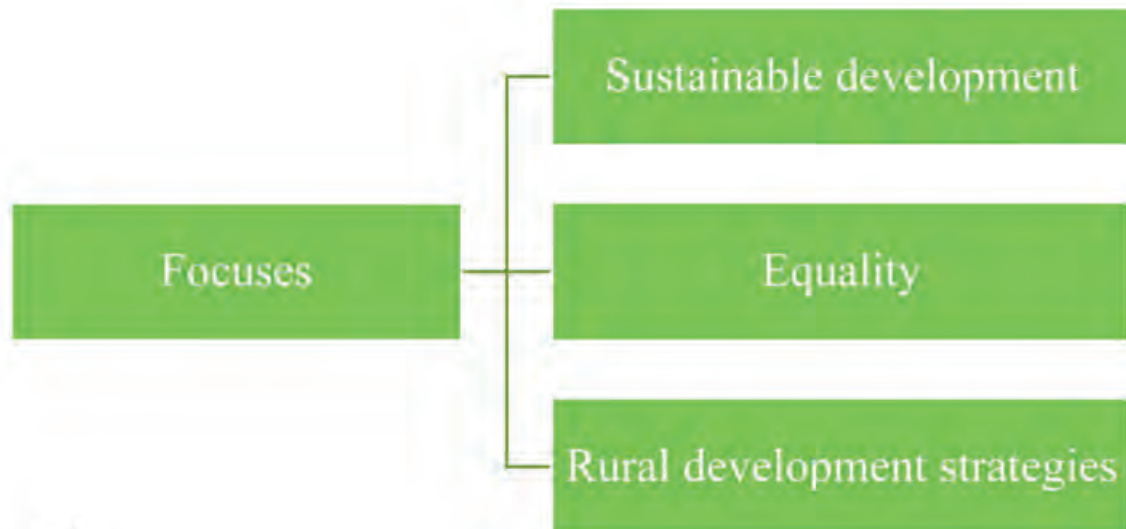 Focuses
Sustainable development
Equality
Rural development strategies